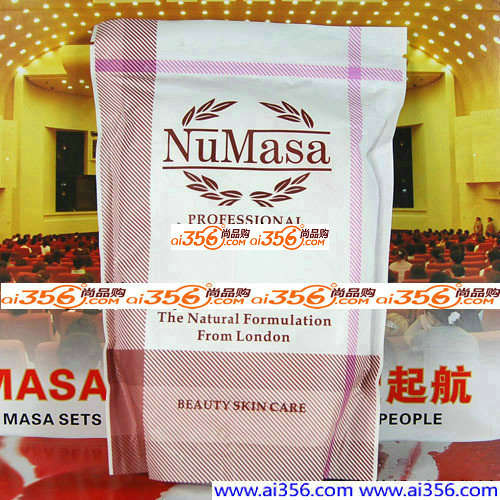 NuMasa
PROFESSIONAL
ai356尚品购.COM ai356尚品购.COM
ai356尚品购.COM ai356尚品购.COM ai356尚品购.COM ai356尚品购.COM
The Natural Formulation
From London
MASA 起航
MASA SETS PEOPLE
BEAUTY SKIN CARE
www.ai356.com www.ai356.com